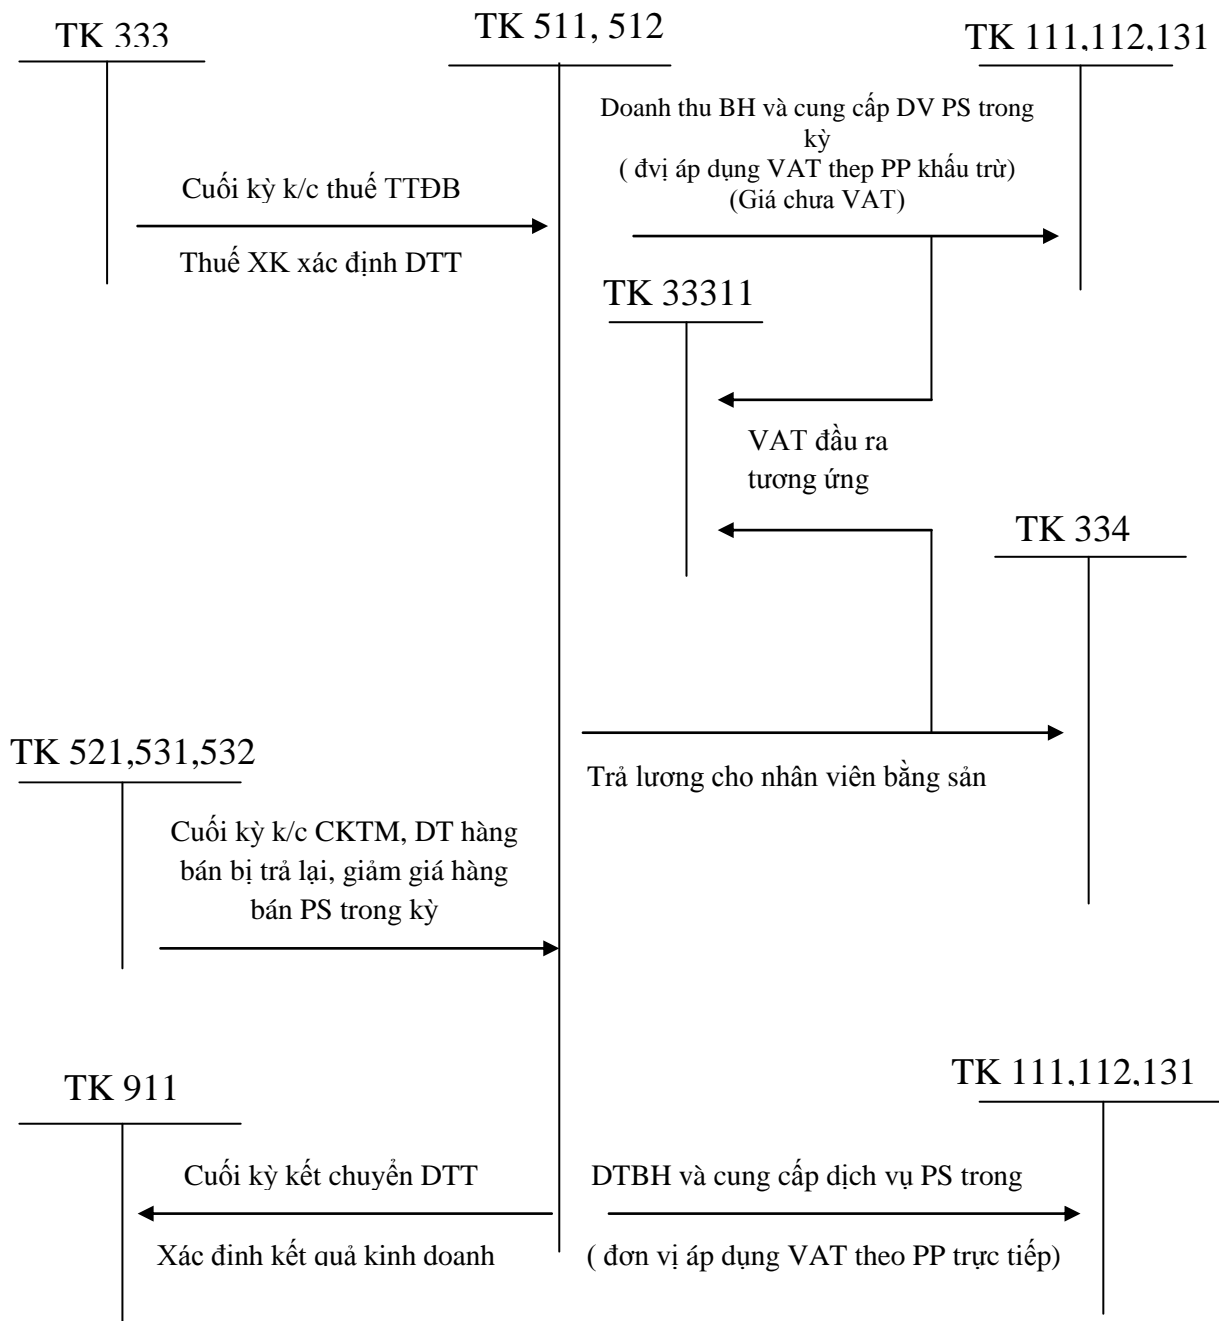 TK 333
TK 511, 512
TK 111,112,131
Doanh thu BH và cung cấp DV PS trong
kỳ
( đvị áp dụng VAT thep PP khấu trừ)
(Giá chưa VAT)
Cuối kỳ k/c thuế TTĐB
Thuế XK xác định DTT
TK 33311
VAT đầu ra
tương ứng
TK 334
TK 521,531,532
Trả lương cho nhân viên bằng sản
Cuối kỳ k/c CKTM, DT hàng
bán bị trả lại, giảm giá hàng
bán PS trong kỳ
TK 911
TK 111,112,131
Cuối kỳ kết chuyển DTT
DTBH và cung cấp dịch vụ PS trong
Xác định kết quả kinh doanh
( đơn vị áp dụng VAT theo PP trực tiếp)